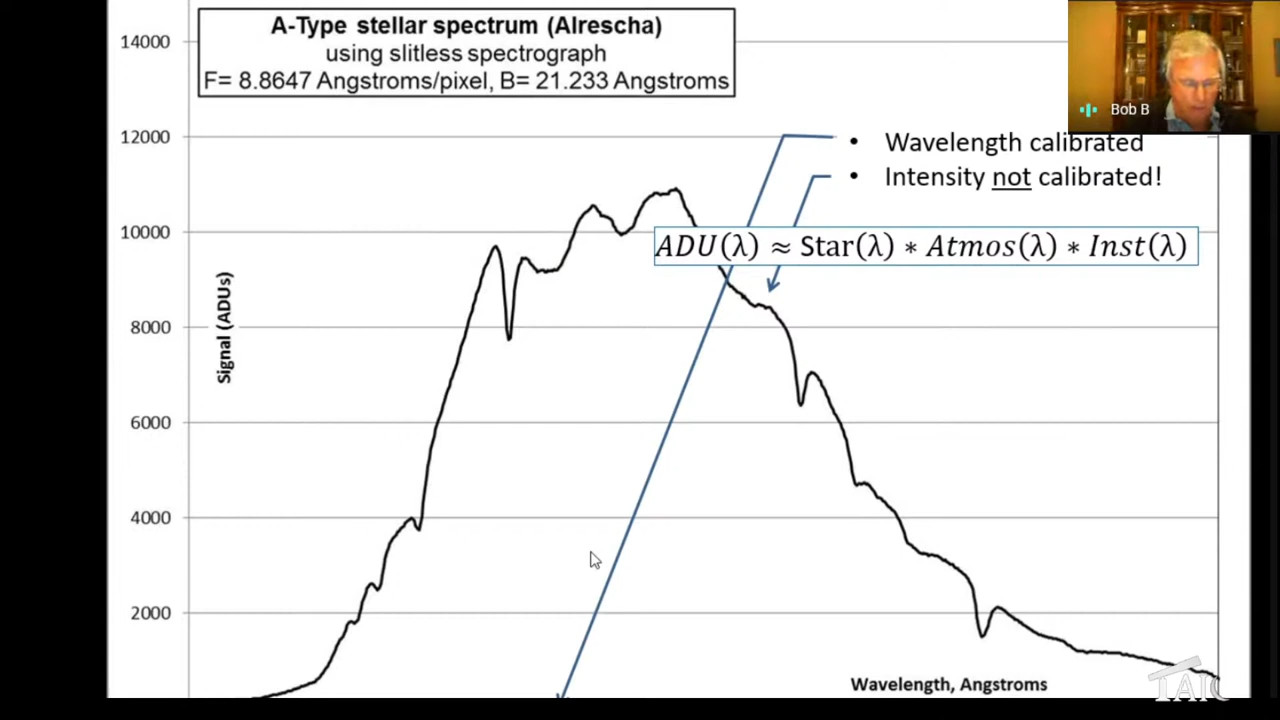 A-Type stellar spectrum (Alrescha)
using slitless spectrograph
F= 8.8647 Angstroms/pixel, B= 21.233 Angstroms
Bob B
• Wavelength calibrated
• Intensity not calibrated!
ADU(λ) ≈ Star(λ) * Atmos(λ) * Inst(λ)
14000
12000
10000
8000
6000
4000
2000
Signal (ADUs)
Wavelength, Angstroms
TAIC